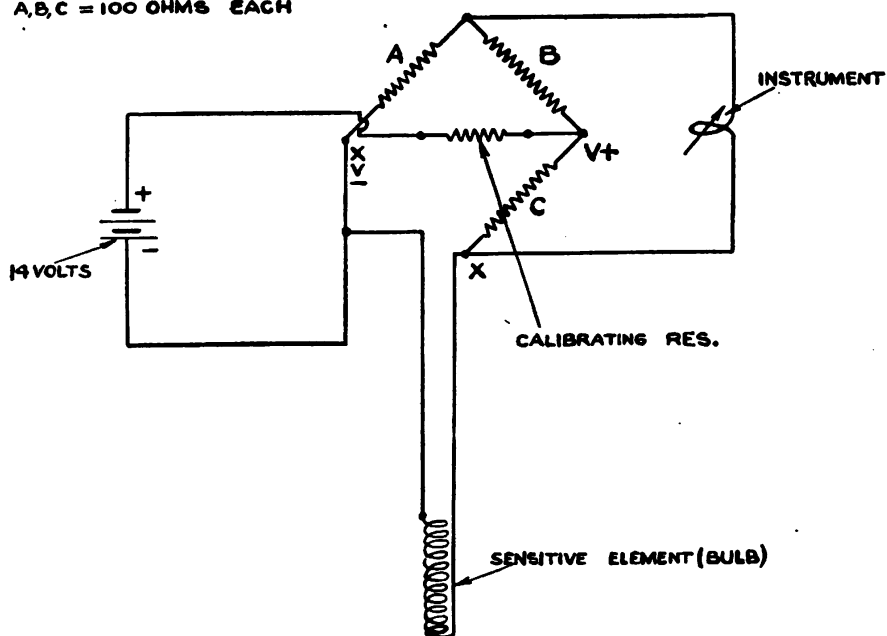 A,B,C = 100 OHMS EACH
A
B
INSTRUMENT
X
V
-
V+
+
-
14 VOLTS
C
X
CALIBRATING RES.
SENSITIVE ELEMENT (BULB)